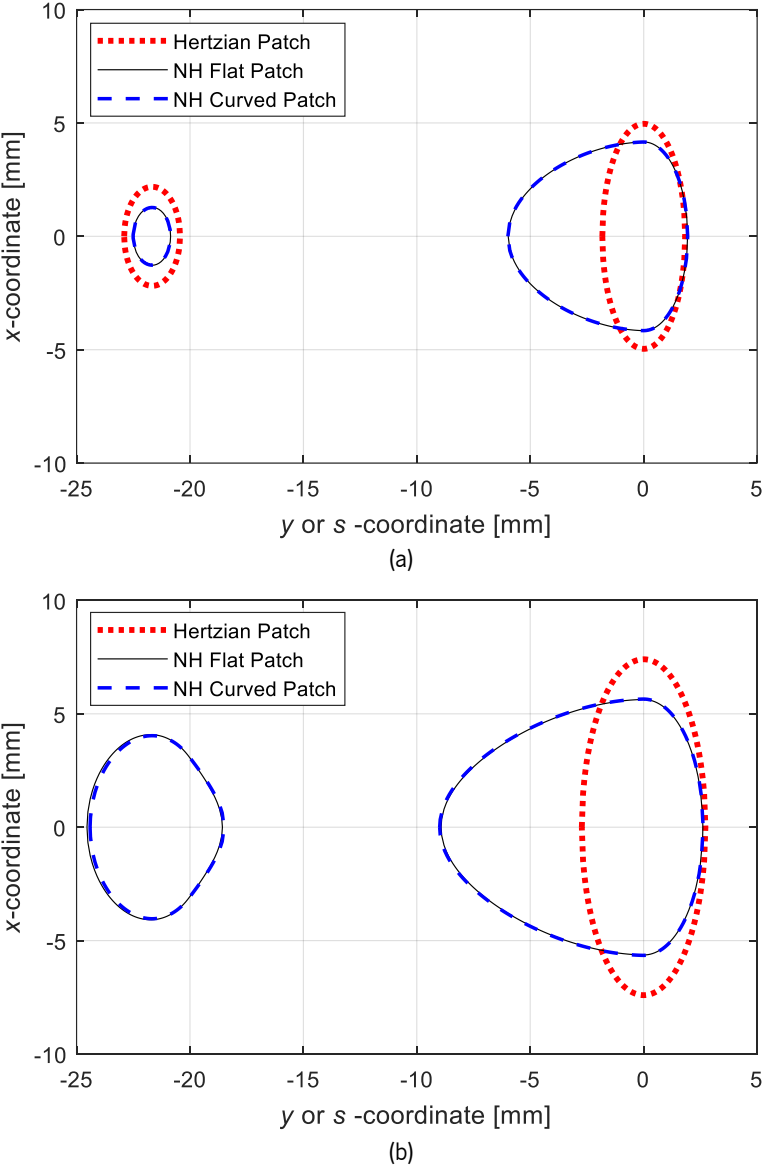 10
5
0
-5
-10
x-coordinate [mm]
Hertzian Patch
NH Flat Patch
NH Curved Patch
-25 -20 -15 -10 -5 0 5
y or s -coordinate [mm]
(a)
10
5
0
-5
-10
x-coordinate [mm]
Hertzian Patch
NH Flat Patch
NH Curved Patch
-25 -20 -15 -10 -5 0 5
y or s -coordinate [mm]
(b)